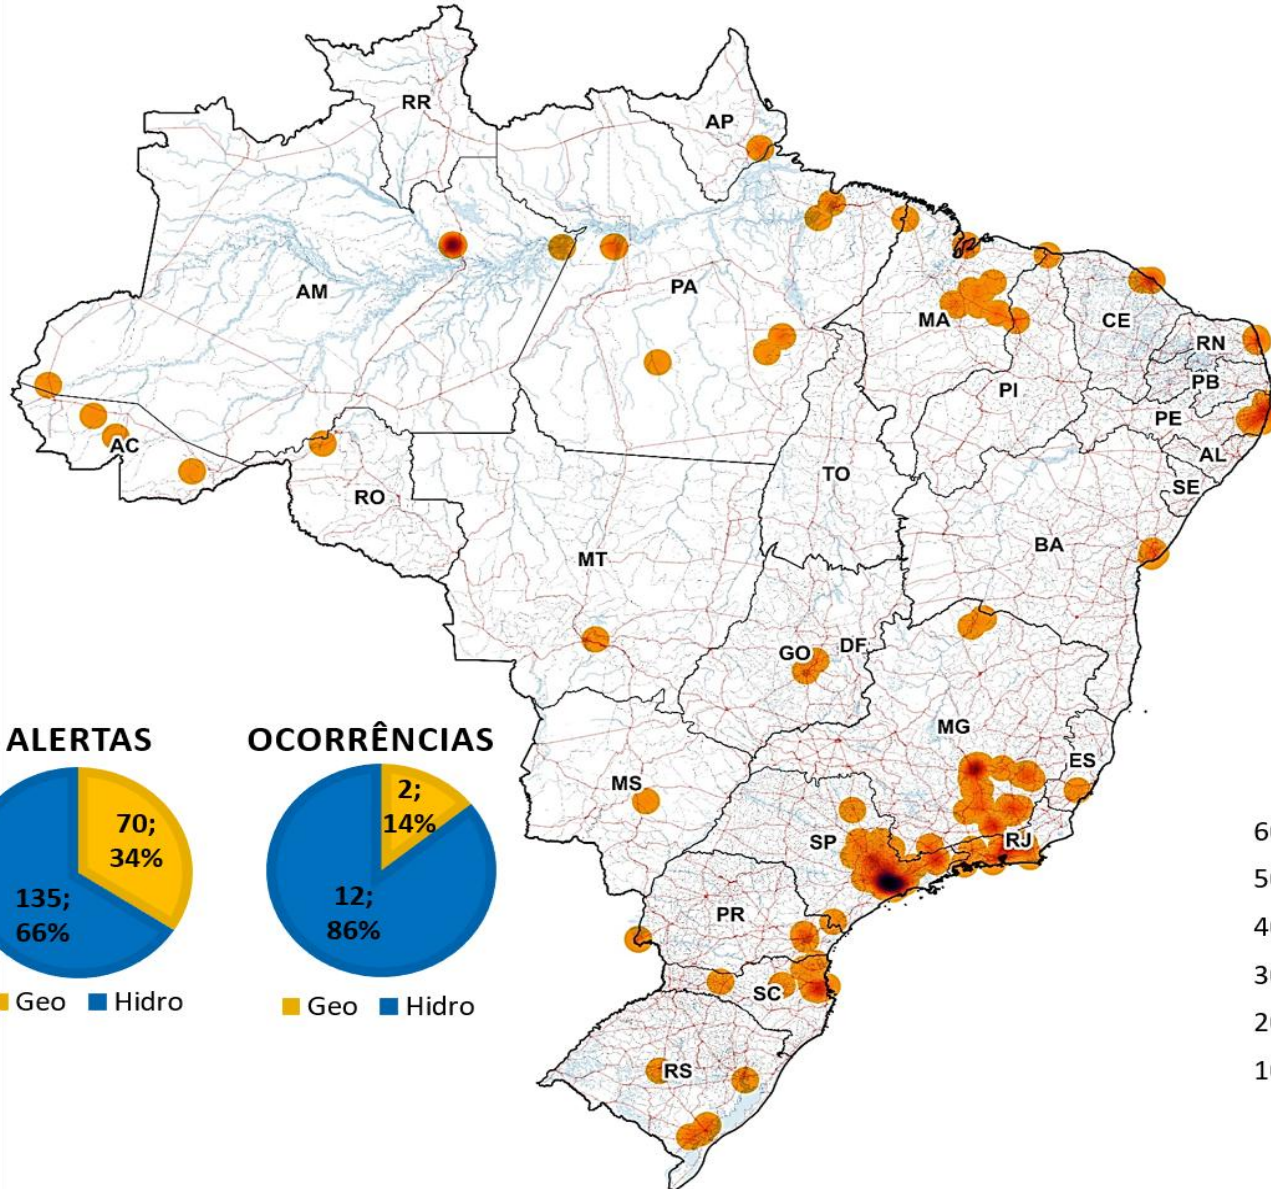 RR
AP
AM
PA
MA
CE
RN
PB
PI
PE
AC
AL
TO
SE
RO
BA
MT
GO
DF
MG
ALERTAS
OCORRÊNCIAS
ES
MS
2;
14%
70;
34%
SP
RJ
135;
66%
12;
86%
PR
SC
Geo
Hidro
Geo
Hidro
RS